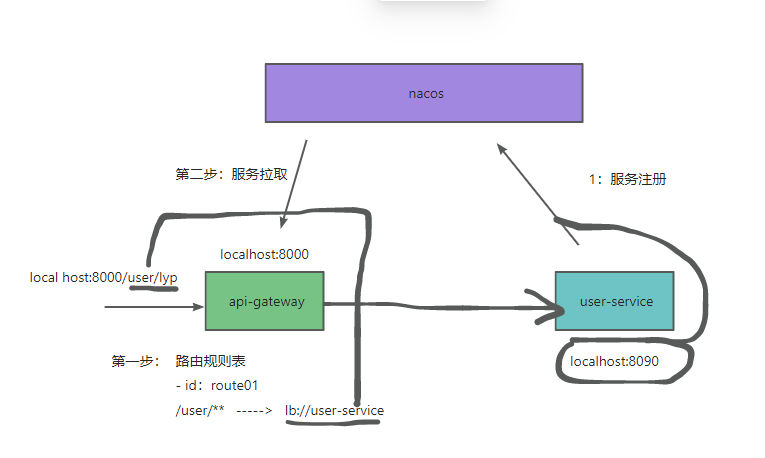 nacos
第二步：服务拉取
1：服务注册
localhost:8000
local host:8000/user/lyp
api-gateway
user-service
第一步： 路由规则表
localhost:8090
- id：route01
/user/** -----> lb://user-service